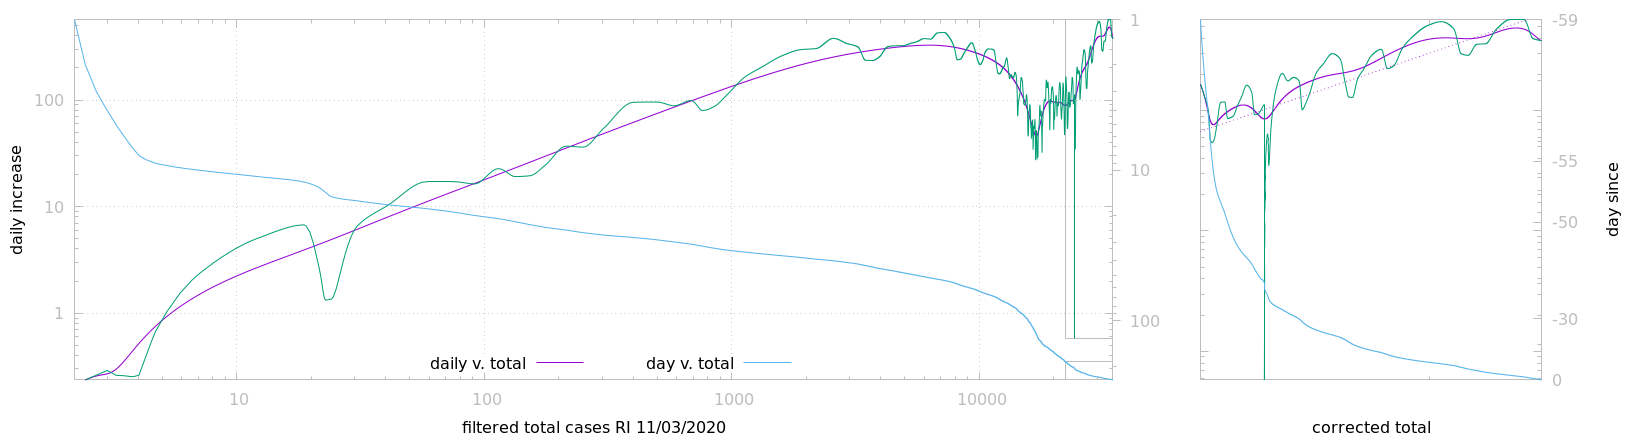 daily increase
100
10
1
daily v. total
day v. total
10
100
1000
10000
filtered total cases RI 11/03/2020
1
10
100
-59
-55
-50
-30
0
day since
corrected total